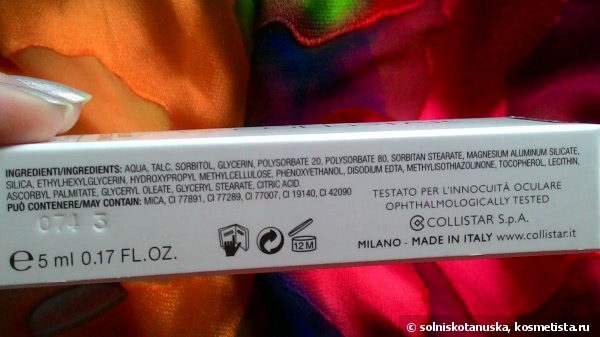 INGREDIENTI/INGREDIENTS: AQUA, TALC, SORBITOL, GLYCERIN, POLYSORBATE 20, POLYSORBATE 80, SORBITAN STEARATE, MAGNESIUM ALUMINUM SILICATE,
SILICA, ETHYLHEXYLGLYCERIN, HYDROXYPROPYL METHYLCELLULOSE, PHENOXYETHANOL, DISODIUM EDTA, METHYLISOTHIAZOLINONE, TOCOPHEROL, LECITHIN,
ASCORBYL PALMITATE, GLYCERYL OLEATE, GLYCERYL STEARATE, CITRIC ACID.
PUÒ CONTENERE/MAY CONTAIN: MICA, CI 77891, CI 77289, CI 77007, CI 19140, CI 42090
0713
TESTATO PER L'INNOCUITÀ OCULARE
OPHTHALMOLOGICALLY TESTED
COLLISTAR S.p.A.
MILANO - MADE IN ITALY www.collistar.it
e 5 ml 0.17 FL.OZ.
12 M
© solniskotanuska, kosmetista.ru